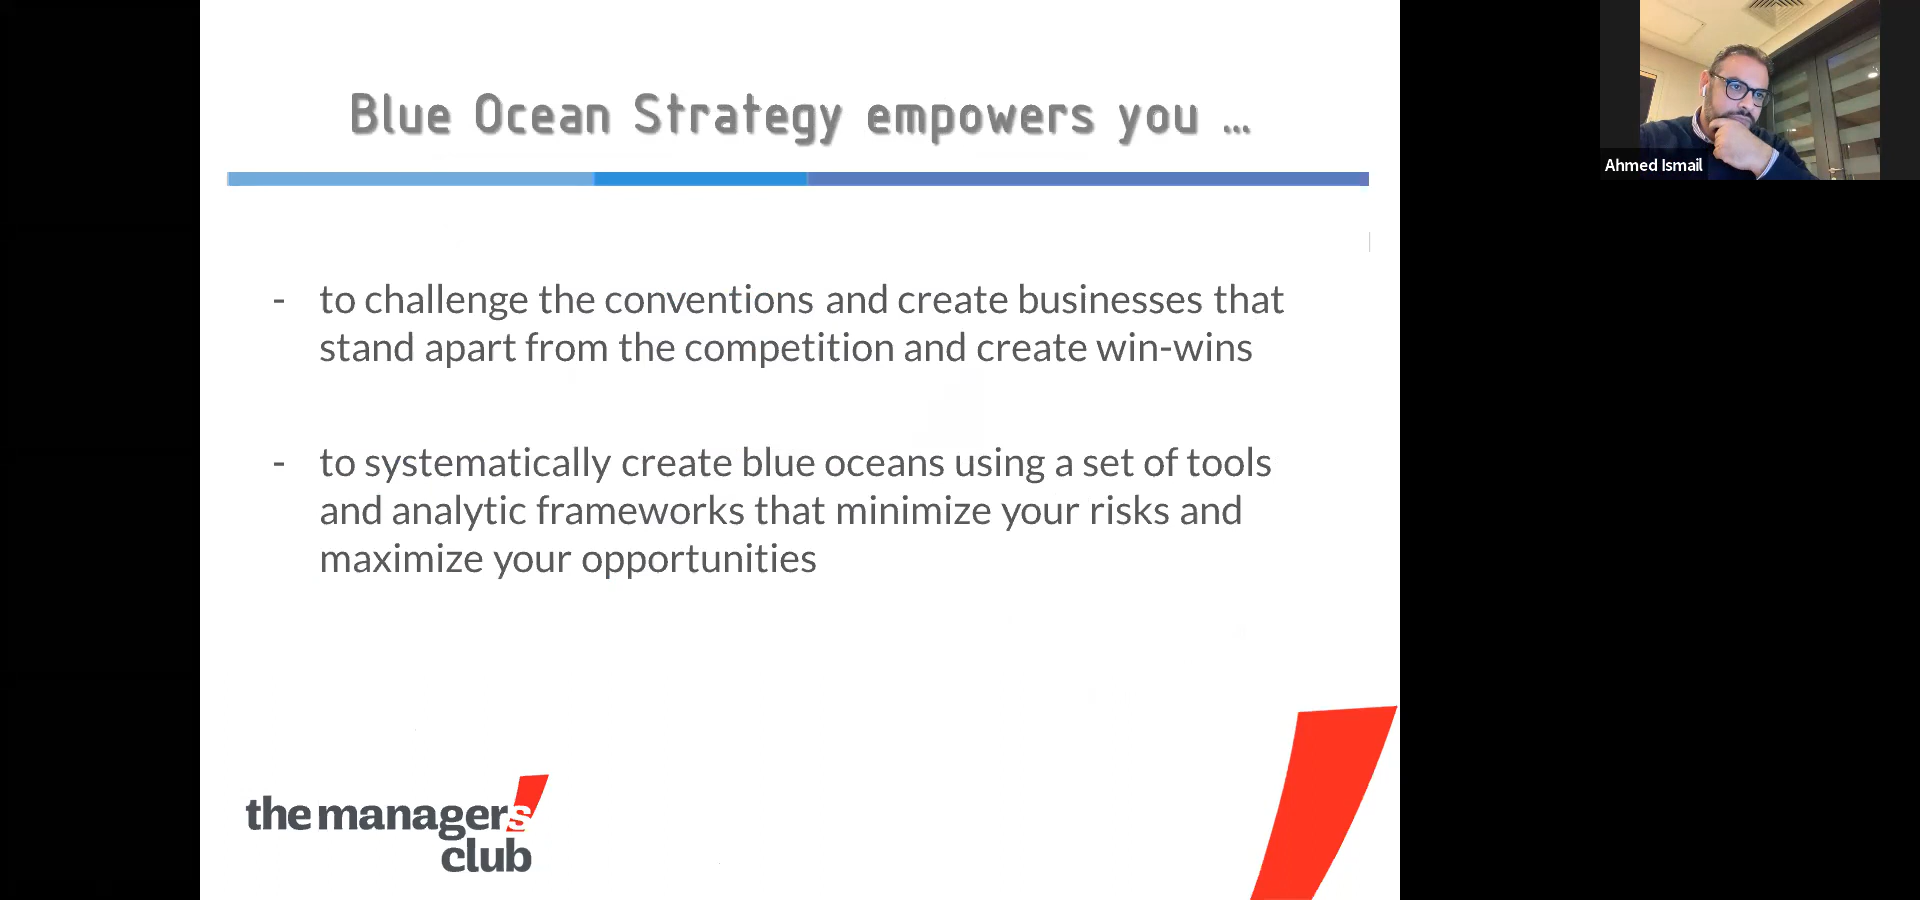 Blue Ocean Strategy empowers you ...
- to challenge the conventions and create businesses that
stand apart from the competition and create win-wins
- to systematically create blue oceans using a set of tools
and analytic frameworks that minimize your risks and
maximize your opportunities
the managers
club
Ahmed Ismail